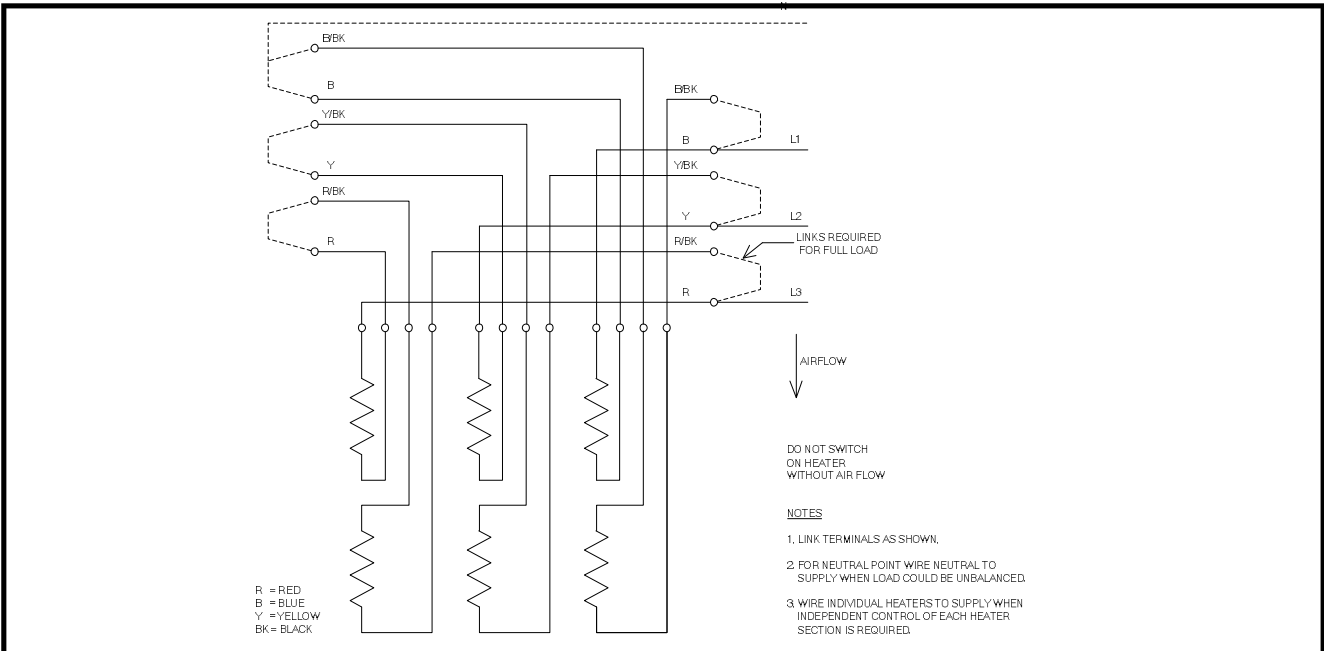 N
B/BK
B
Y/BK
Y
R/BK
R
B/BK
B
L1
Y/BK
Y
L2
R/BK
LINKS REQUIRED
FOR FULL LOAD
R
L3
AIRFLOW
DO NOT SWITCH
ON HEATER
WITHOUT AIR FLOW
NOTES
1. LINK TERMINALS AS SHOWN.
2. FOR NEUTRAL POINT WIRE NEUTRAL TO
SUPPLY WHEN LOAD COULD BE UNBALANCED.
3. WIRE INDIVIDUAL HEATERS TO SUPPLY WHEN
INDEPENDENT CONTROL OF EACH HEATER
SECTION IS REQUIRED.
R = RED
B = BLUE
Y = YELLOW
BK = BLACK